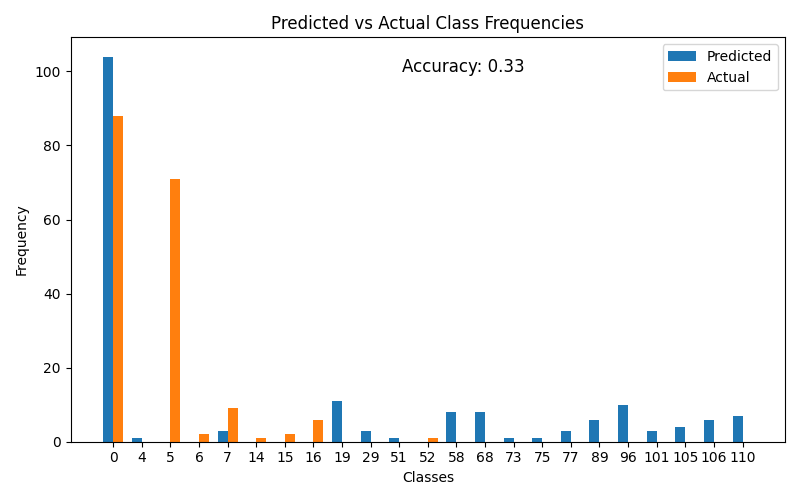 Predicted vs Actual Class Frequencies
Accuracy: 0.33
Predicted
Actual
Frequency
100
80
60
40
20
0
0 4 5 6 7 14 15 16 19 29 51 52 58 68 73 75 77 89 96 101 105 106 110
Classes